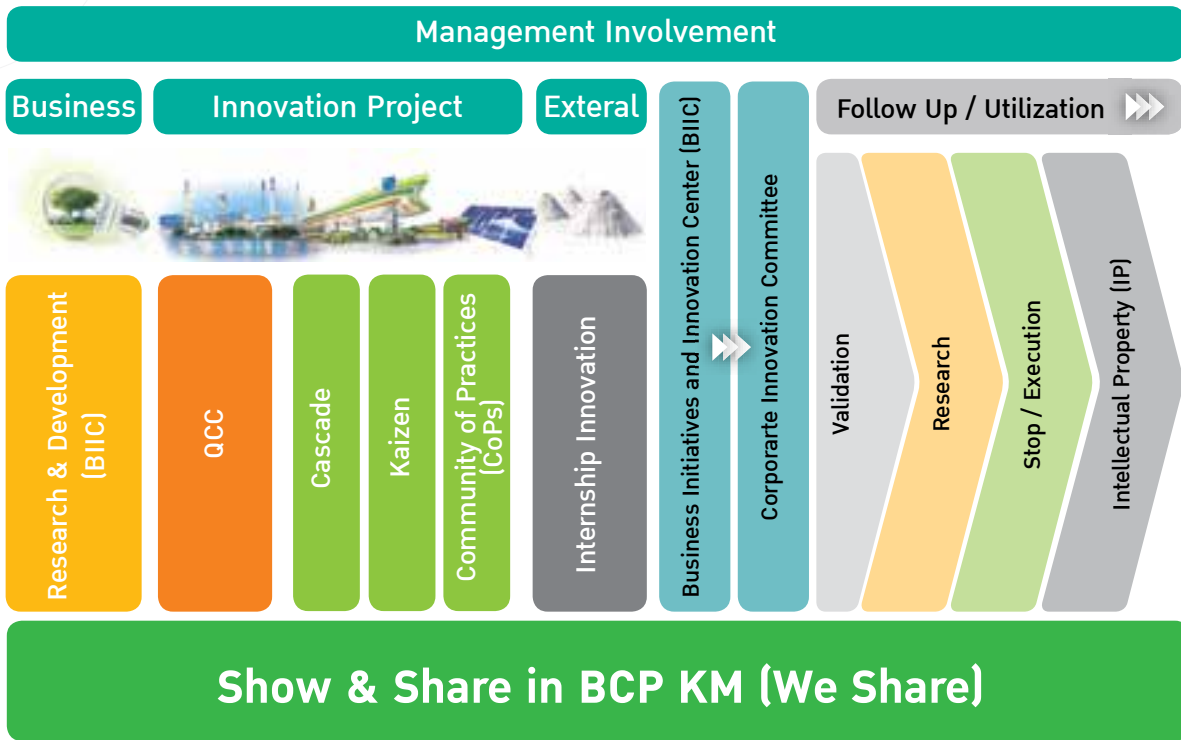 Management Involvement
Business
Innovation Project
Exteral
Follow Up / Utilization
Research & Development
(BIIC)
QCC
Cascade
Kaizen
Community of Practices
(CoPs)
Internship Innovation
Business Initiatives and Innovation Center (BIIC)
Corporarte Innovation Committee
Validation
Research
Stop / Execution
Intellectual Property (IP)
Show & Share in BCP KM (We Share)